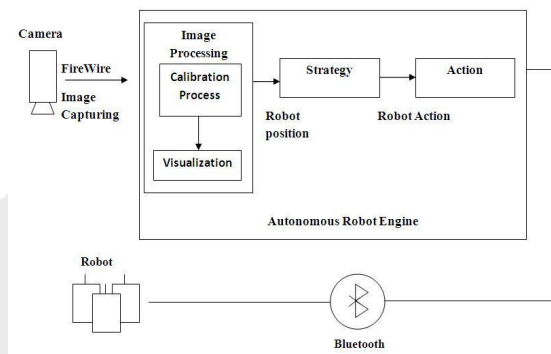 Camera
FireWire
Image
Capturing
Image
Processing
Calibration
Process
Visualization
Strategy
Action
Robot
position
Robot Action
Autonomous Robot Engine
Robot
Bluetooth